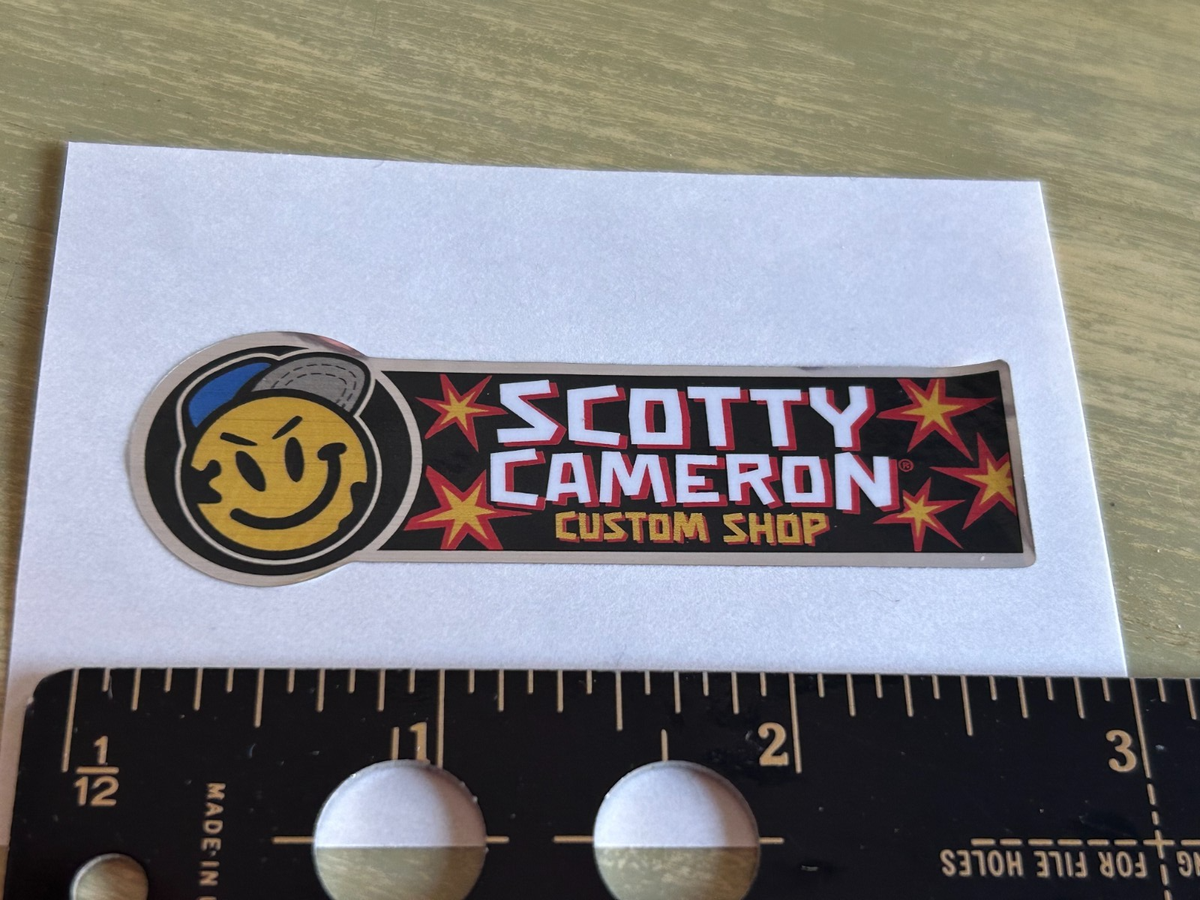 SCOTTY
CAMERON®
CUSTOM SHOP
1 2 3
1/12
MADE·IN
FOR FILE HOLES